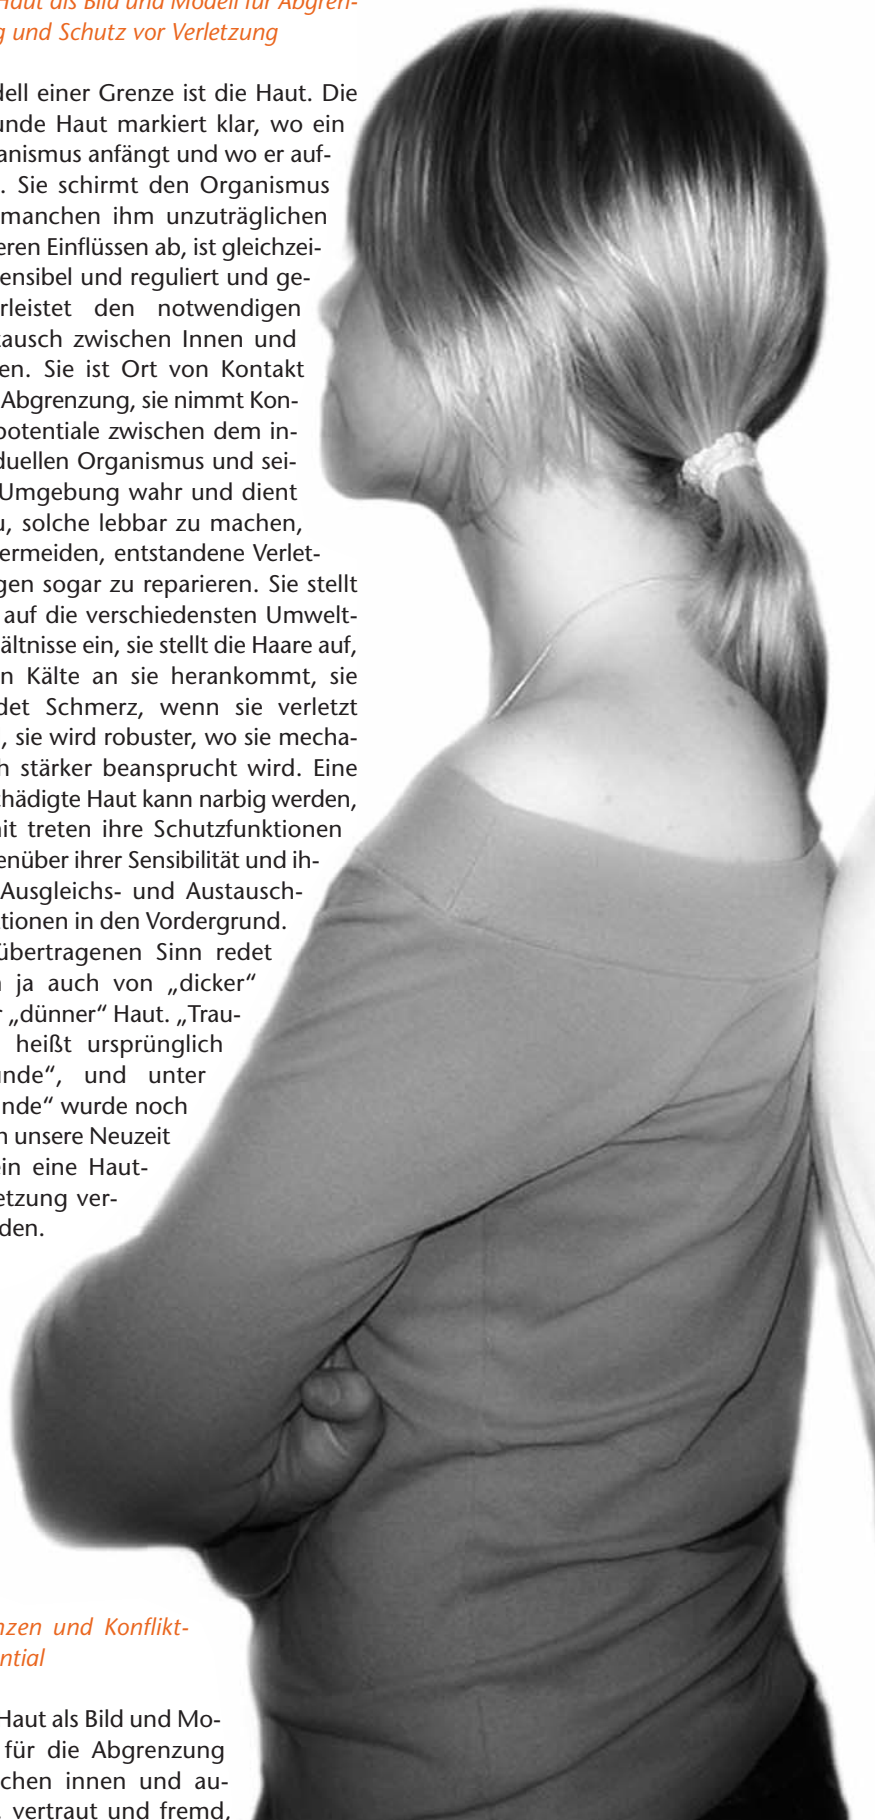 Haut als Bild und Modell für Abgren-
g und Schutz vor Verletzung
dell einer Grenze ist die Haut. Die
unde Haut markiert klar, wo ein
anismus anfängt und wo er auf-
. Sie schirmt den Organismus
manchen ihm unzuträglichen
eren Einflüssen ab, ist gleichzei-
ensibel und reguliert und ge-
rleistet den notwendigen
tausch zwischen Innen und
en. Sie ist Ort von Kontakt
Abgrenzung, sie nimmt Kon-
potentiale zwischen dem in-
duellen Organismus und sei-
Umgebung wahr und dient
u, solche lebbar zu machen,
ermeiden, entstandene Verlet-
gen sogar zu reparieren. Sie stellt
auf die verschiedensten Umwelt-
ältnisse ein, sie stellt die Haare auf,
n Kälte an sie herankommt, sie
det Schmerz, wenn sie verletzt
, sie wird robuster, wo sie mecha-
h stärker beansprucht wird. Eine
chädigte Haut kann narbig werden,
it treten ihre Schutzfunktionen
enüber ihrer Sensibilität und ih-
Ausgleichs- und Austausch-
tionen in den Vordergrund.
übertragenen Sinn redet
n ja auch von „dicker“
r „dünner“ Haut. „Trau-
heißt ursprünglich
unde“, und unter
unde“ wurde noch
n unsere Neuzeit
ein eine Haut-
etzung ver-
den.
nzen und Konflikt-
ntial
Haut als Bild und Mo-
für die Abgrenzung
schen innen und au-
, vertraut und fremd,